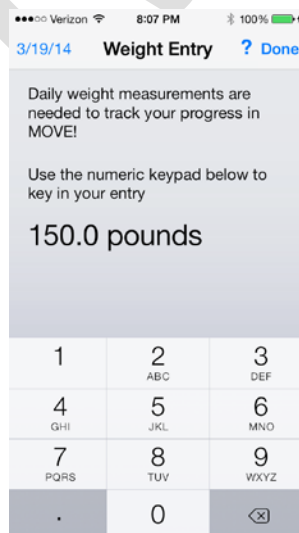 Verizon 8:07 PM 100%
3/19/14 Weight Entry ? Done
Daily weight measurements are
needed to track your progress in
MOVE!
Use the numeric keypad below to
key in your entry
150.0 pounds
1 2 3
ABC DEF
4 5 6
GHI JKL MNO
7 8 9
PQRS TUV WXYZ
. 0